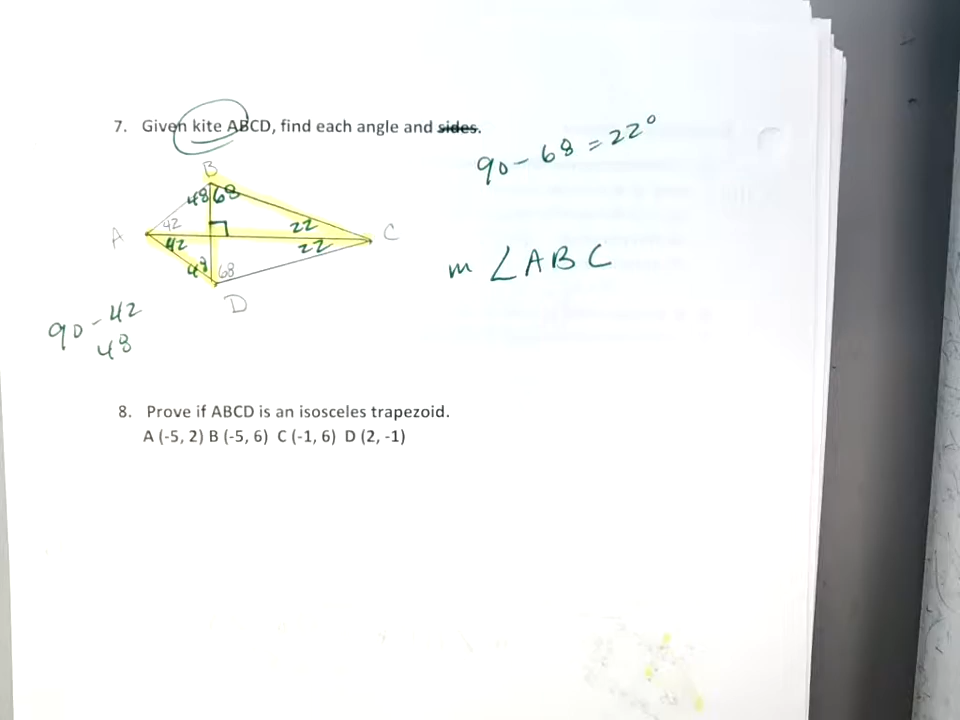 7. Given kite ABCD, find each angle and sides.
90 - 68 = 22°
B
48 68
A 42 22 C
42 22
48 68
D
m ∠ABC
90 - 42
48
8. Prove if ABCD is an isosceles trapezoid.
A (-5, 2) B (-5, 6) C (-1, 6) D (2, -1)